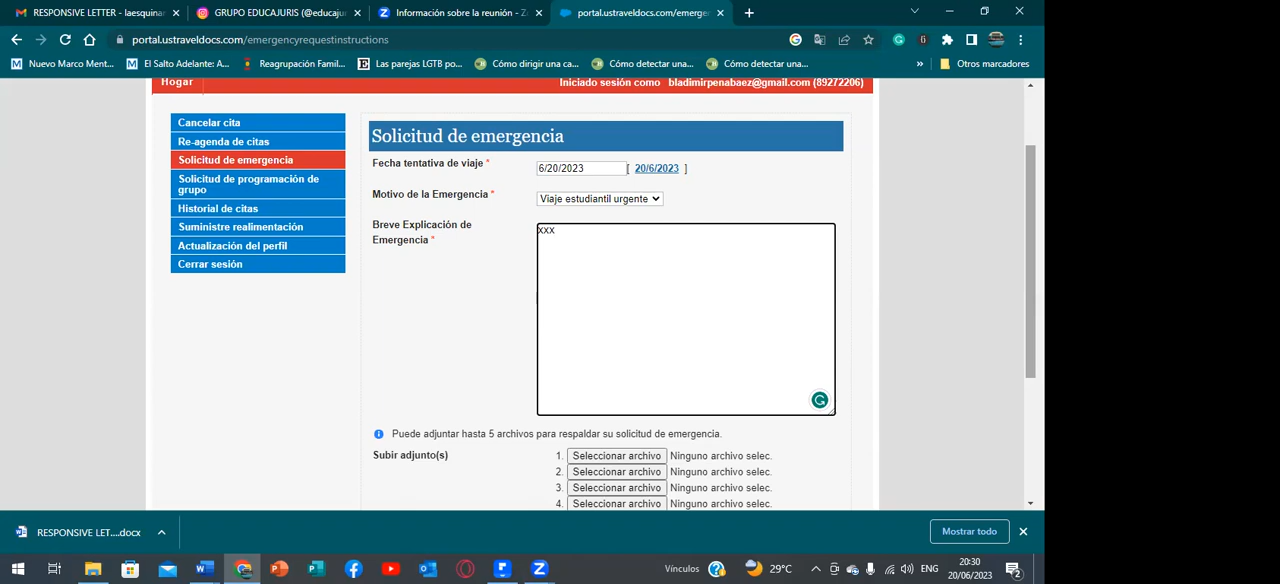 RESPONSIVE LETTER - laesquinar
GRUPO EDUCAJURIS (@educaju
Información sobre la reunión - Zo
portal.ustraveldocs.com/emergen
portal.ustraveldocs.com/emergencyrequestinstructions
Nuevo Marco Ment...
El Salto Adelante: A...
Reagrupación Famil...
Las parejas LGTB po...
Cómo dirigir una ca...
Cómo detectar una...
Cómo detectar una...
»
Otros marcadores
Hogar
Iniciado sesión como bladimirpenabaez@gmail.com (89272206)
Cancelar cita
Re-agenda de citas
Solicitud de emergencia
Solicitud de programación de
grupo
Historial de citas
Suministre realimentación
Actualización del perfil
Cerrar sesión
Solicitud de emergencia
Fecha tentativa de viaje *
6/20/2023 [ 20/6/2023 ]
Motivo de la Emergencia *
Viaje estudiantil urgente
Breve Explicación de
Emergencia *
xxx
Puede adjuntar hasta 5 archivos para respaldar su solicitud de emergencia.
Subir adjunto(s)
1. Seleccionar archivo Ninguno archivo selec.
2. Seleccionar archivo Ninguno archivo selec.
3. Seleccionar archivo Ninguno archivo selec.
4. Seleccionar archivo Ninguno archivo selec.
RESPONSIVE LET....docx
Mostrar todo
Vínculos
29°C
ENG
20:30
20/06/2023
2